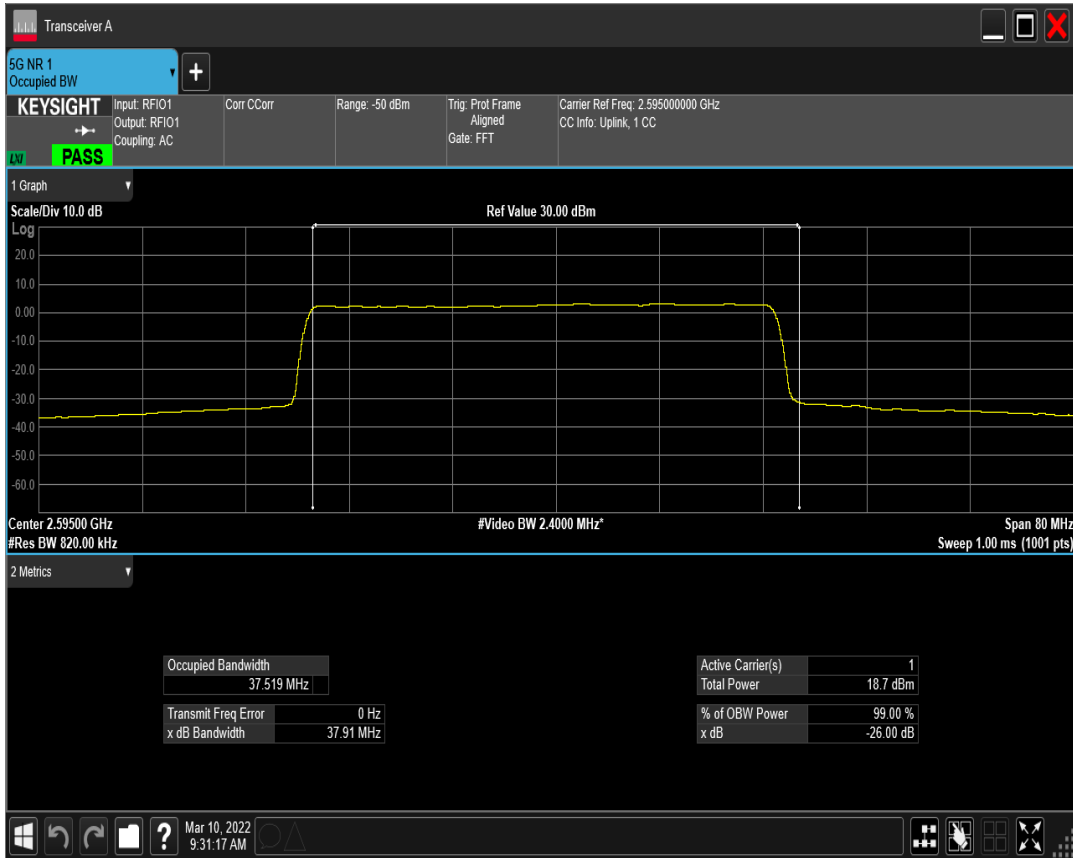 Transceiver A
5G NR 1
Occupied BW
+
KEYSIGHT
Input: RFIO1
Output: RFIO1
Coupling: AC
Corr CCorr
Range: -50 dBm
Trig: Prot Frame
Aligned
Gate: FFT
Carrier Ref Freq: 2.595000000 GHz
CC Info: Uplink, 1 CC
LXI
PASS
1 Graph
Scale/Div 10.0 dB
Ref Value 30.00 dBm
Log
20.0
10.0
0.00
-10.0
-20.0
-30.0
-40.0
-50.0
-60.0
Center 2.59500 GHz
#Video BW 2.4000 MHz*
Span 80 MHz
#Res BW 820.00 kHz
Sweep 1.00 ms (1001 pts)
2 Metrics
Occupied Bandwidth
37.519 MHz
Transmit Freq Error 0 Hz
x dB Bandwidth 37.91 MHz
Active Carrier(s) 1
Total Power 18.7 dBm
% of OBW Power 99.00 %
x dB -26.00 dB
?
Mar 10, 2022
9:31:17 AM